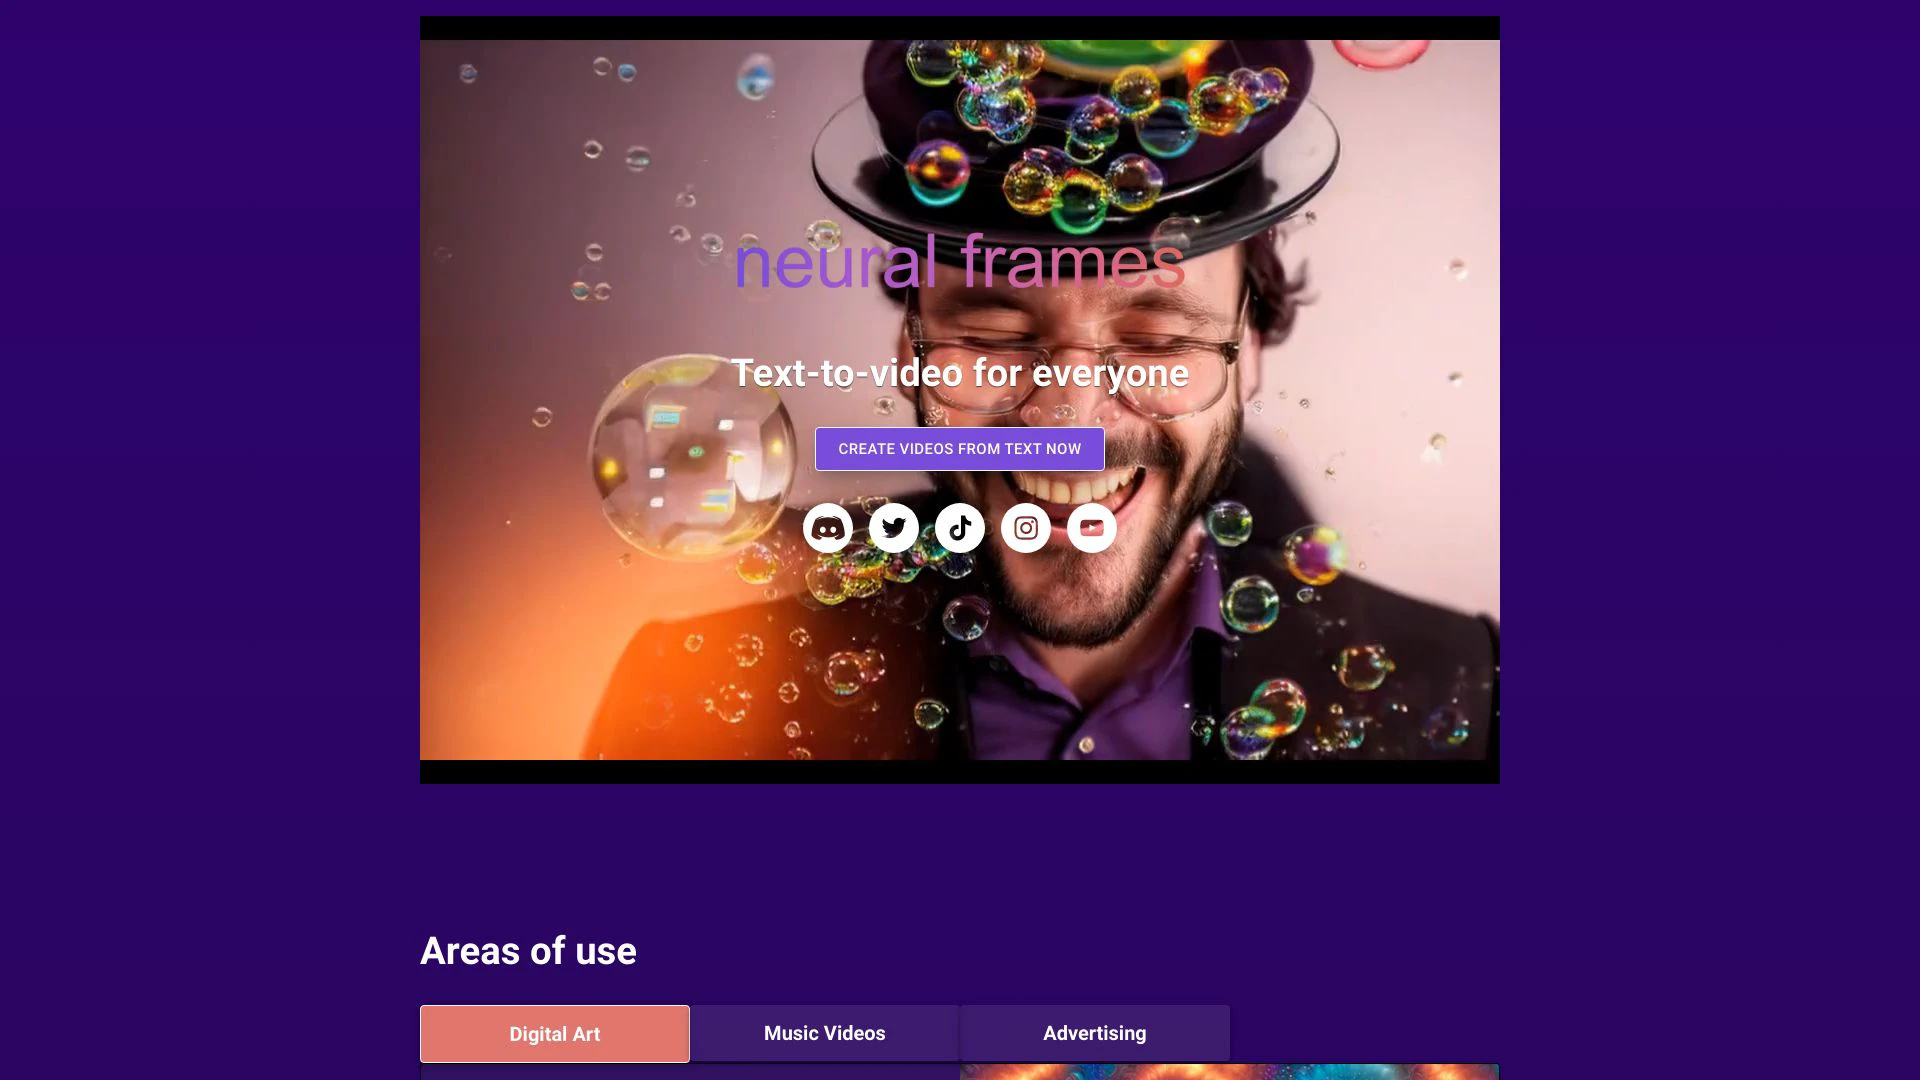 neural frames
Text-to-video for everyone
CREATE VIDEOS FROM TEXT NOW
Areas of use
Digital Art
Music Videos
Advertising